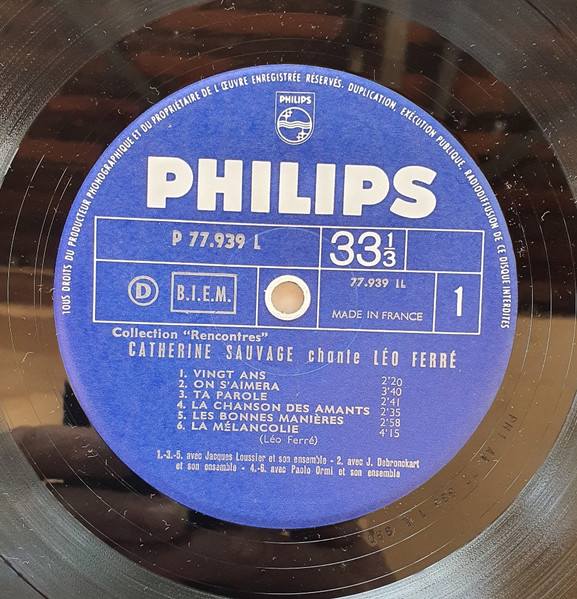 TOUS DROITS DU PRODUCTEUR PHONOGRAPHIQUE ET DU PROPRIÉTAIRE DE L'ŒUVRE ENREGISTRÉE RÉSERVÉS. DUPLICATION, EXÉCUTION PUBLIQUE, RADIODIFFUSION DE CE DISQUE INTERDITES
PHILIPS
PHILIPS
P 77.939 L
33 1/3
D
B.I.E.M.
77.939 1L
MADE IN FRANCE
1
Collection "Rencontres"
CATHERINE SAUVAGE chante LÉO FERRÉ
1. VINGT ANS 2'20
2. ON S'AIMERA 3'40
3. TA PAROLE 2'41
4. LA CHANSON DES AMANTS 2'35
5. LES BONNES MANIÈRES 2'58
6. LA MÉLANCOLIE 4'15
(Léo Ferré)
1.-3.-5. avec Jacques Loussier et son ensemble - 2. avec J. Debronckart
et son ensemble - 4.-6. avec Paolo Ormi et son ensemble